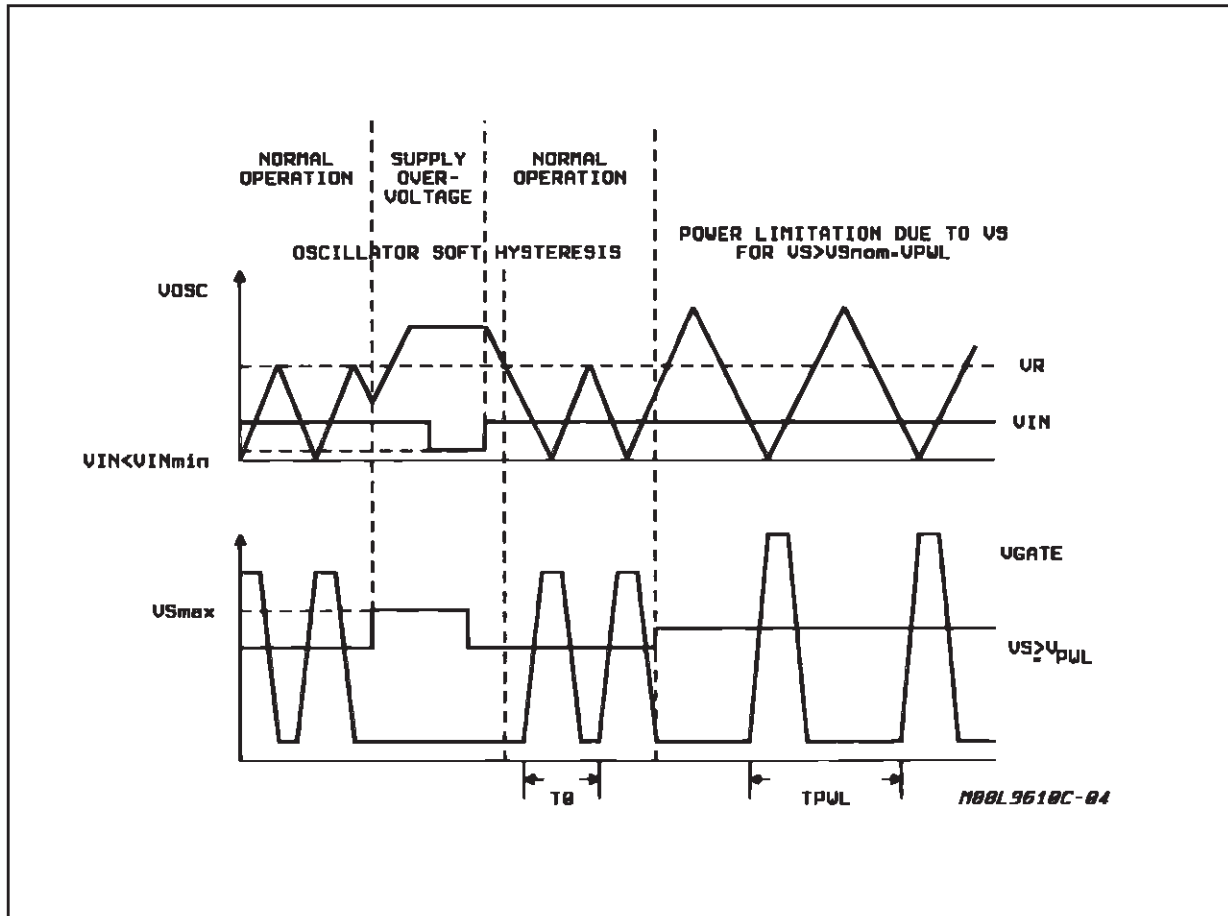 NORMAL
OPERATION
SUPPLY
OVER-
VOLTAGE
NORMAL
OPERATION
OSCILLATOR SOFT HYSTERESIS
POWER LIMITATION DUE TO VS
FOR VS>VSnom=VPWL
VOSC
VR
VIN
VIN<VINmin
VGATE
VSmax
VS≥VPWL
T0
TPWL
M00L9610C-04